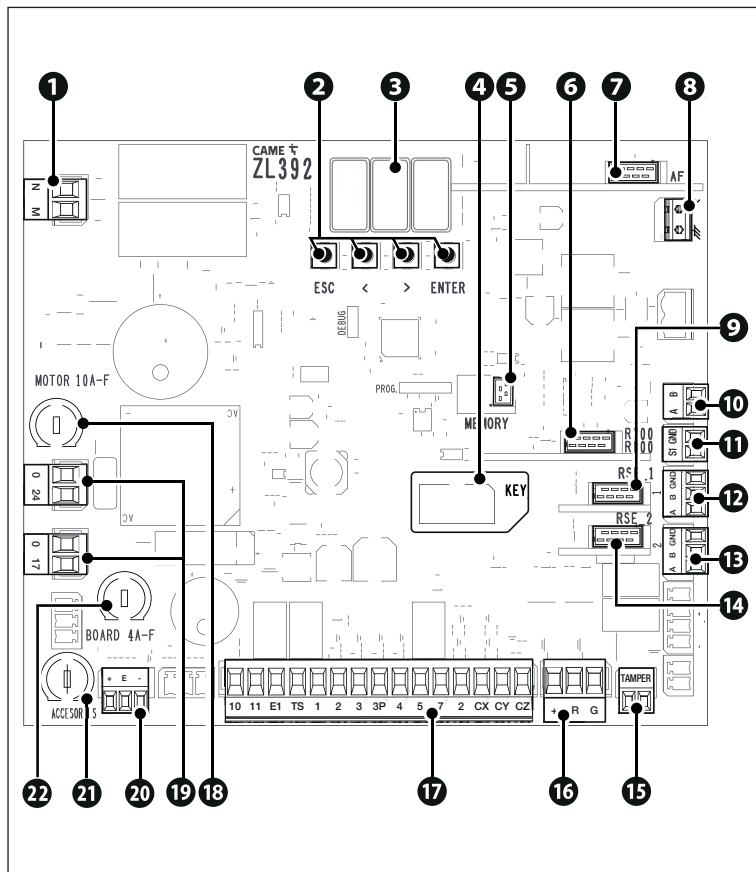 1 2 3 4 5 6 7 8
CAME
ZL392
AF
N
M
ESC < > ENTER
DEBUG
PROG.
MEMORY
MOTOR 10A-F
R700
R800
KEY
RSE_1
RSE_2
9
A B
10
S1 GND
11
A B GND
1
12
A B GND
2
13
14
AC
AC
0
24
0
17
BOARD 4A-F
ACCESORIES
+ E -
10 11 E1 TS 1 2 3 3P 4 5 7 2 CX CY CZ
+ R G
TAMPER
22 21 20 19 18 17 16 15